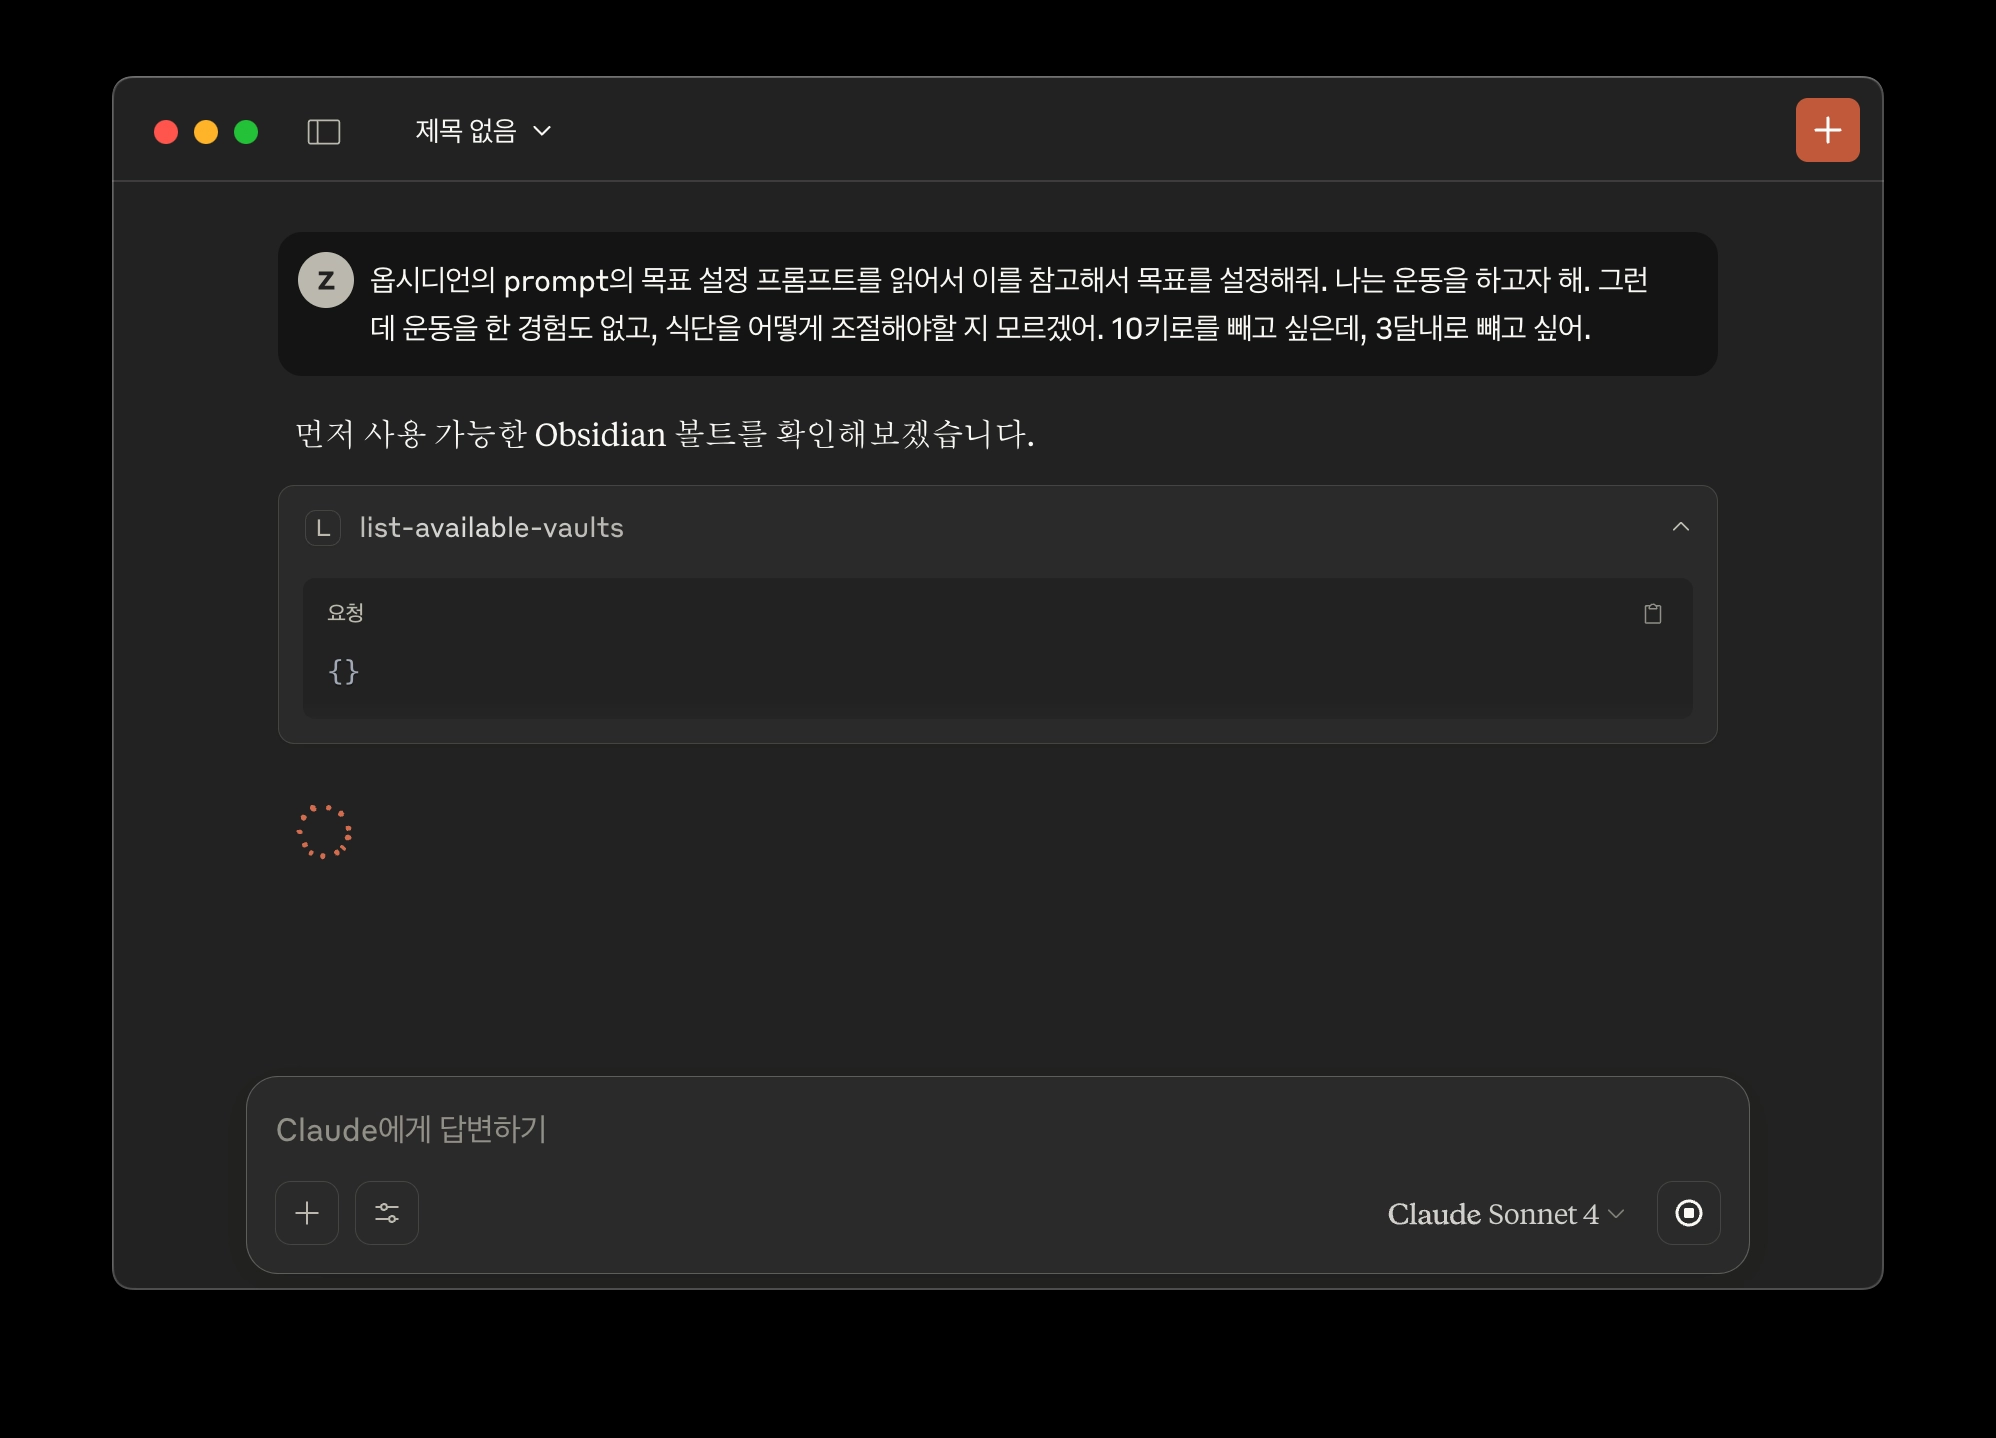 제목 없음
Z
옵시디언의 prompt의 목표 설정 프롬프트를 읽어서 이를 참고해서 목표를 설정해줘. 나는 운동을 하고자 해. 그런
데 운동을 한 경험도 없고, 식단을 어떻게 조절해야할 지 모르겠어. 10키로를 빼고 싶은데, 3달내로 뺴고 싶어.
먼저 사용 가능한 Obsidian 볼트를 확인해보겠습니다.
L list-available-vaults
요청
{}
Claude에게 답변하기
Claude Sonnet 4